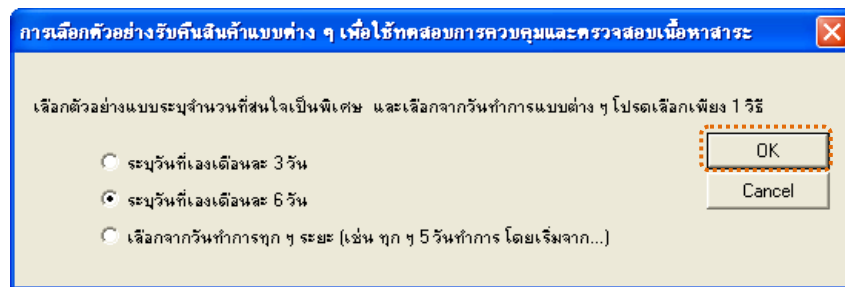 การเลือกตัวอย่างรับคืนสินค้าแบบต่าง ๆ เพื่อใช้ทดสอบการควบคุมและตรวจสอบเนื้อหาสาระ
เลือกตัวอย่างแบบระบุจำนวนที่สนใจเป็นพิเศษ และเลือกจากวันทำการแบบต่าง ๆ โปรดเลือกเพียง 1 วิธี
ระบุวันที่เองเดือนละ 3 วัน
ระบุวันที่เองเดือนละ 6 วัน
เลือกจากวันทำการทุก ๆ ระยะ (เช่น ทุก ๆ 5 วันทำการ โดยเริ่มจาก...)
OK
Cancel